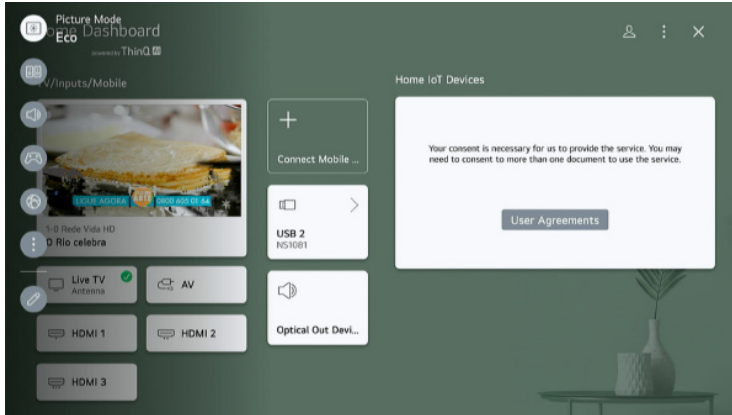 Picture Mode
Eco
Home Dashboard
powered by ThinQ AI
TV/Inputs/Mobile
Home IoT Devices
Connect Mobile ...
Your consent is necessary for us to provide the service. You may
need to consent to more than one document to use the service.
User Agreements
LIGUE AGORA
ARTE
0800 605 01 64
USB 2
NS1081
1-0 Rede Vida HD
O Rio celebra
Live TV
Antenna
AV
Optical Out Devi...
HDMI 1
HDMI 2
HDMI 3